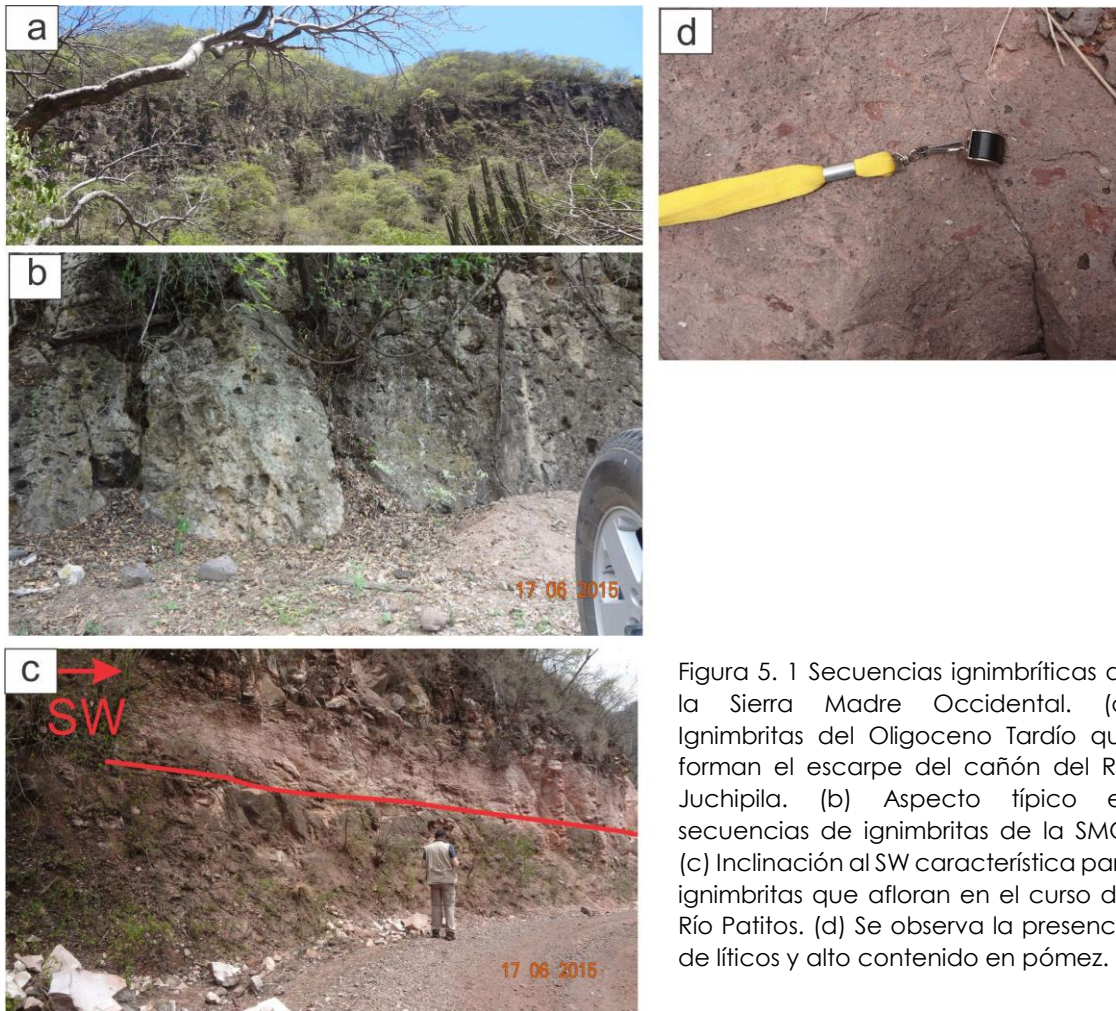 a
d
b
17 06 2015
c
SW
17 06 2015
Figura 5. 1 Secuencias ignimbríticas
la Sierra Madre Occidental.
Ignimbritas del Oligoceno Tardío
forman el escarpe del cañón del
Juchipila. (b) Aspecto típico
secuencias de ignimbritas de la
(c) Inclinación al SW característica
ignimbritas que afloran en el curso
Río Patitos. (d) Se observa la
de líticos y alto contenido en pómez.